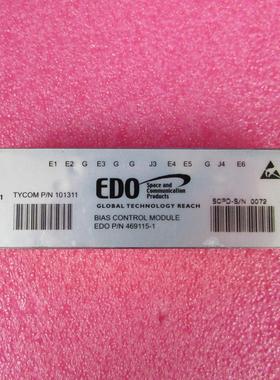 E1 E2 G E3 G G J3 E4 E5 G J4 E6
TYCOM P/N 101311
EDO Space and Communication Products
GLOBAL TECHNOLOGY REACH
BIAS CONTROL MODULE
EDO P/N 469115-1
S/N 0072
1